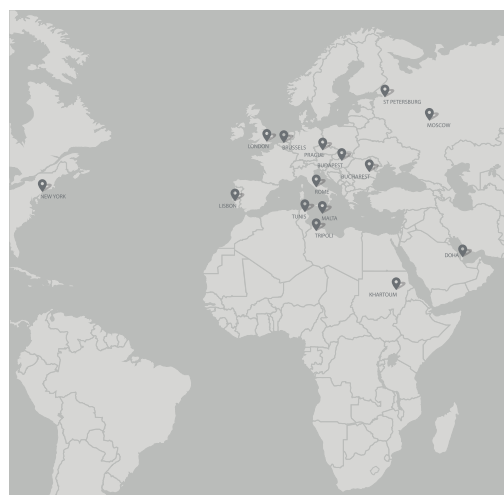 ST PETERSBURG
MOSCOW
LONDON
BRUSSELS
PRAGUE
BUDAPEST
BUCHAREST
ROME
NEW YORK
LISBON
TUNIS
MALTA
TRIPOLI
DOHA
KHARTOUM